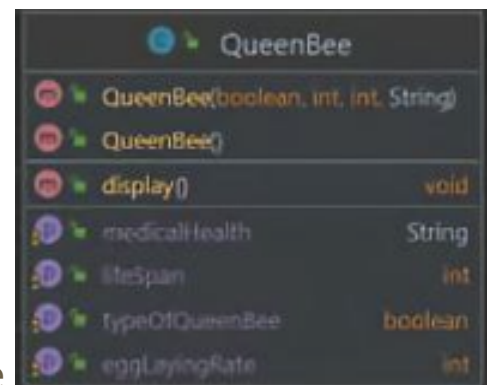 QueenBee
QueenBee(boolean, int, int, String)
QueenBee()
display() void
medicalHealth String
lifeSpan int
typeOfQueenBee boolean
eggLayingRate int